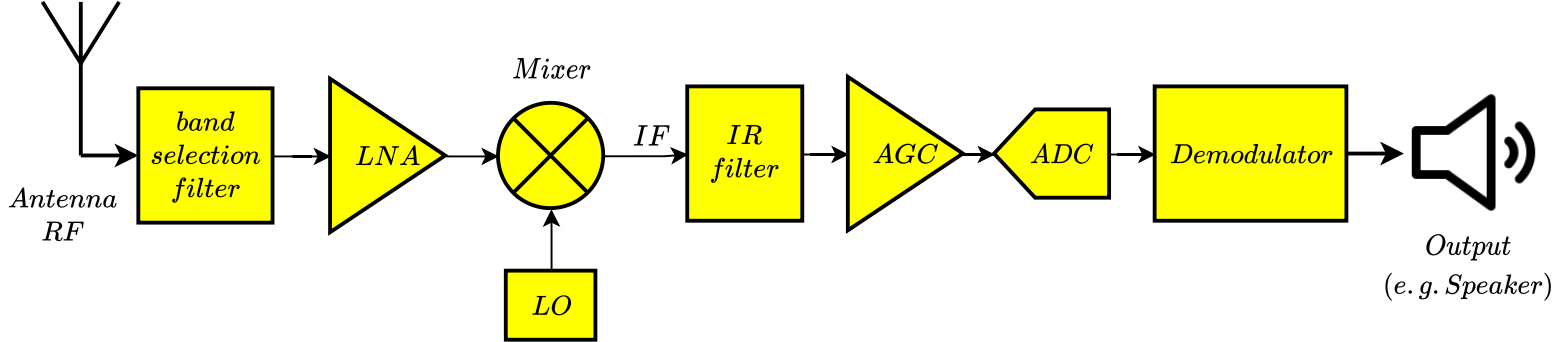 Mixer
band
selection
filter
LNA
IF
IR
filter
AGC
ADC
Demodulator
Antenna
RF
LO
Output
(e.g.Speaker)